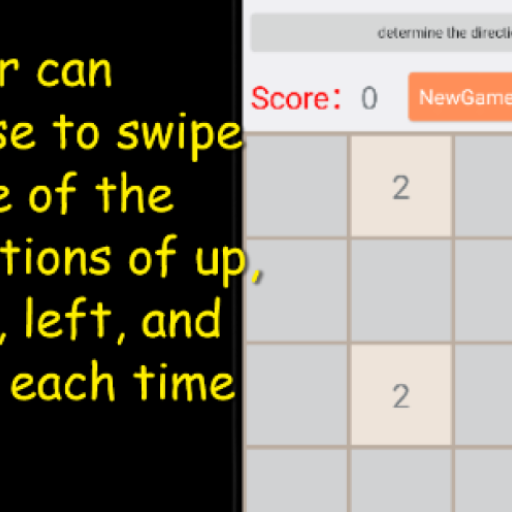 r can
se to swipe
e of the
tions of up,
, left, and
each time
determine the directi
Score: 0
NewGame
2
2